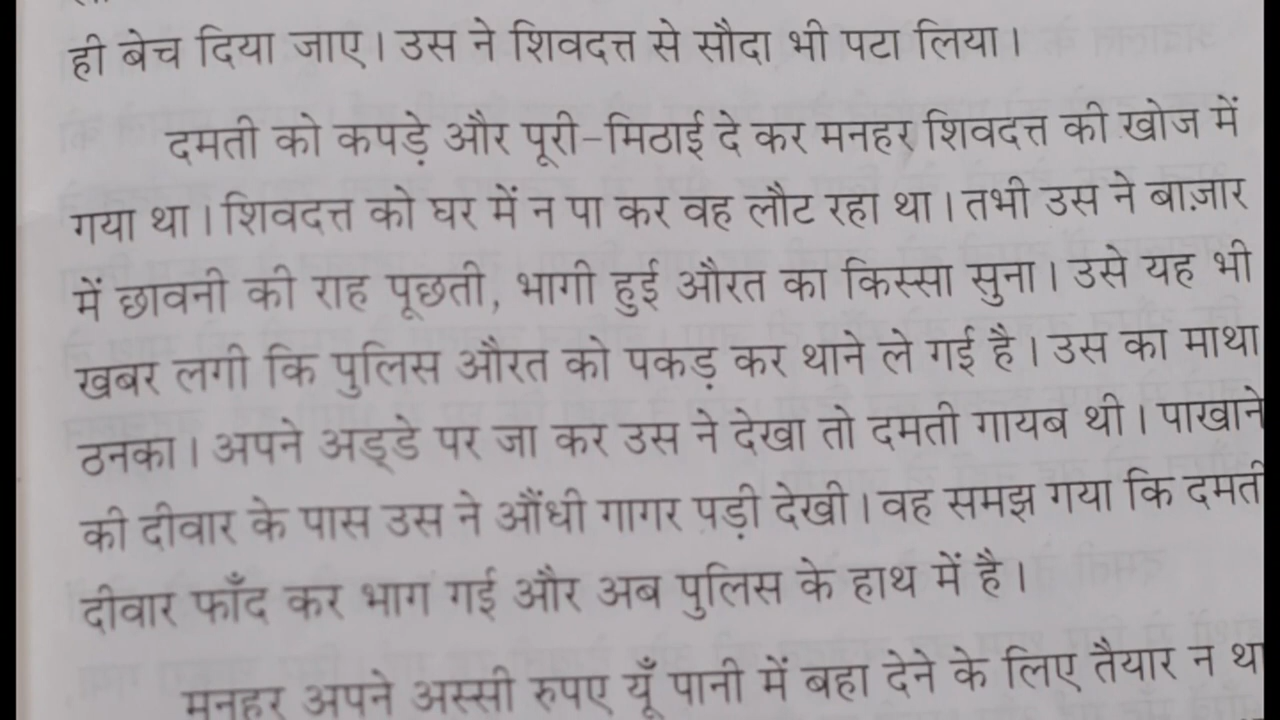 ही बेच दिया जाए। उस ने शिवदत्त से सौदा भी पटा लिया।
दमती को कपड़े और पूरी-मिठाई दे कर मनहर शिवदत्त की खोज में
गया था। शिवदत्त को घर में न पा कर वह लौट रहा था। तभी उस ने बाज़ार
में छावनी की राह पूछती, भागी हुई औरत का किस्सा सुना। उसे यह भी
खबर लगी कि पुलिस औरत को पकड़ कर थाने ले गई है। उस का माथा
ठनका। अपने अड्डे पर जा कर उस ने देखा तो दमती गायब थी। पाखाने
की दीवार के पास उस ने औंधी गागर पड़ी देखी। वह समझ गया कि दमती
दीवार फाँद कर भाग गई और अब पुलिस के हाथ में है।
मनहर अपने अस्सी रुपए यूँ पानी में बहा देने के लिए तैयार न था